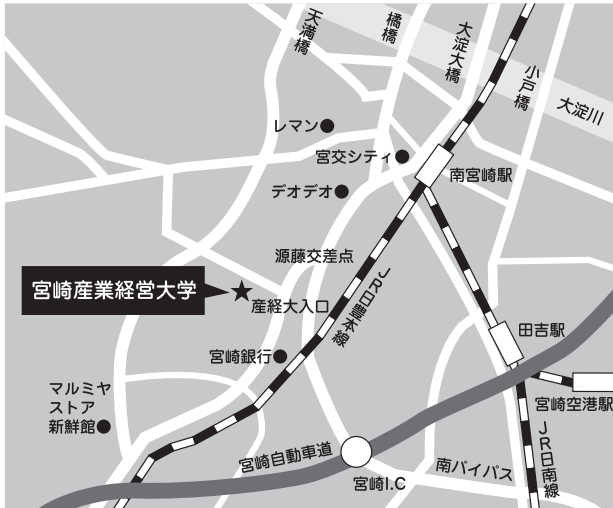 天満橋
橘橋
大淀大橋
小戸橋
大淀川
レマン
宮交シティ
南宮崎駅
デオデオ
源藤交差点
宮崎産業経営大学
産経大入口
JR日豊本線
田吉駅
宮崎銀行
マルミヤ
ストア
新鮮館
宮崎空港駅
宮崎自動車道
宮崎I.C
南バイパス
JR日南線